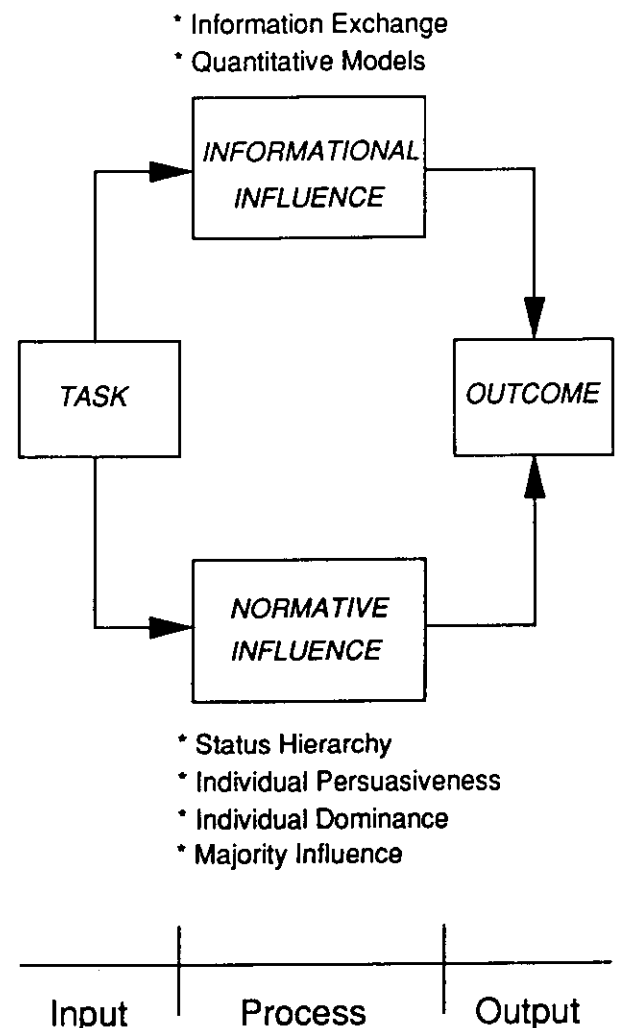 * Information Exchange
* Quantitative Models
INFORMATIONAL
INFLUENCE
TASK
OUTCOME
NORMATIVE
INFLUENCE
* Status Hierarchy
* Individual Persuasiveness
* Individual Dominance
* Majority Influence
Input
Process
Output